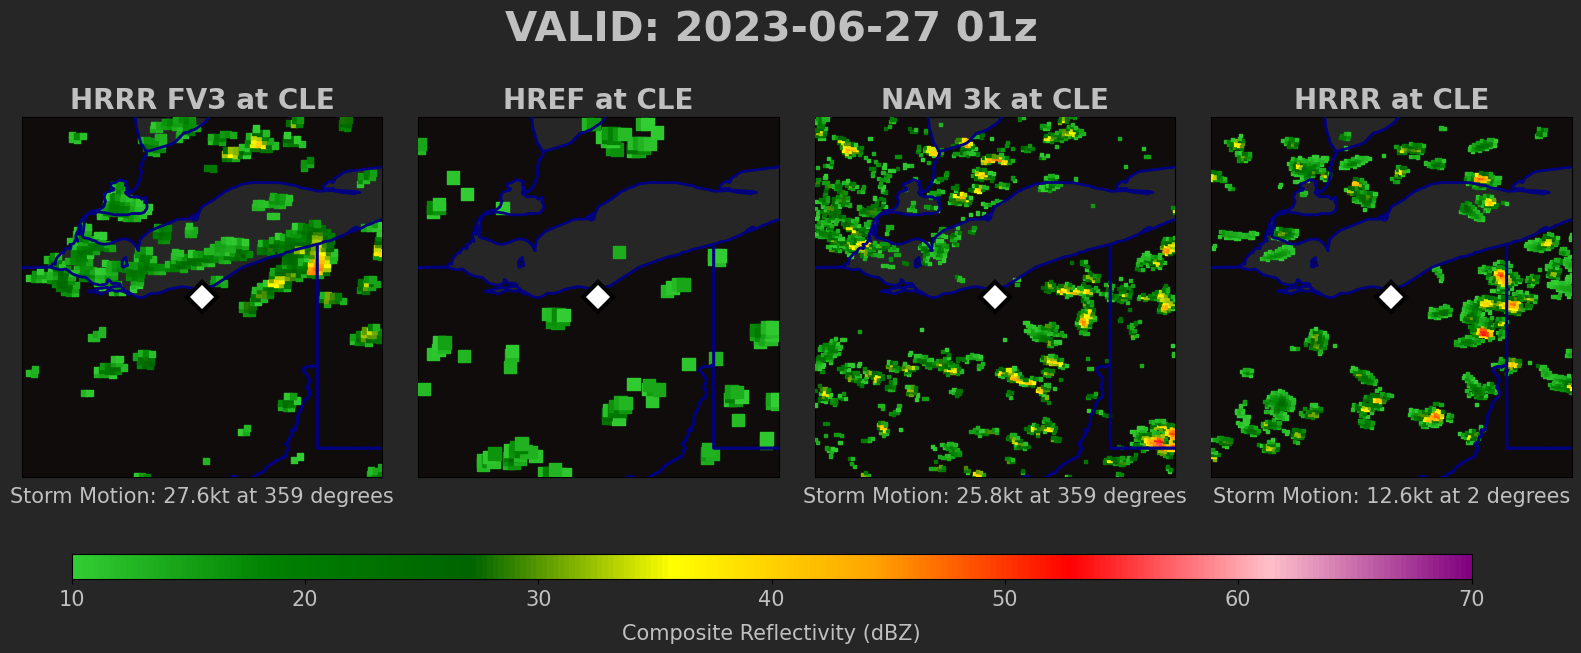 VALID: 2023-06-27 01z
HRRR FV3 at CLE
HREF at CLE
NAM 3k at CLE
HRRR at CLE
Storm Motion: 27.6kt at 359 degrees
Storm Motion: 25.8kt at 359 degrees
Storm Motion: 12.6kt at 2 degrees
10 20 30 40 50 60 70
Composite Reflectivity (dBZ)